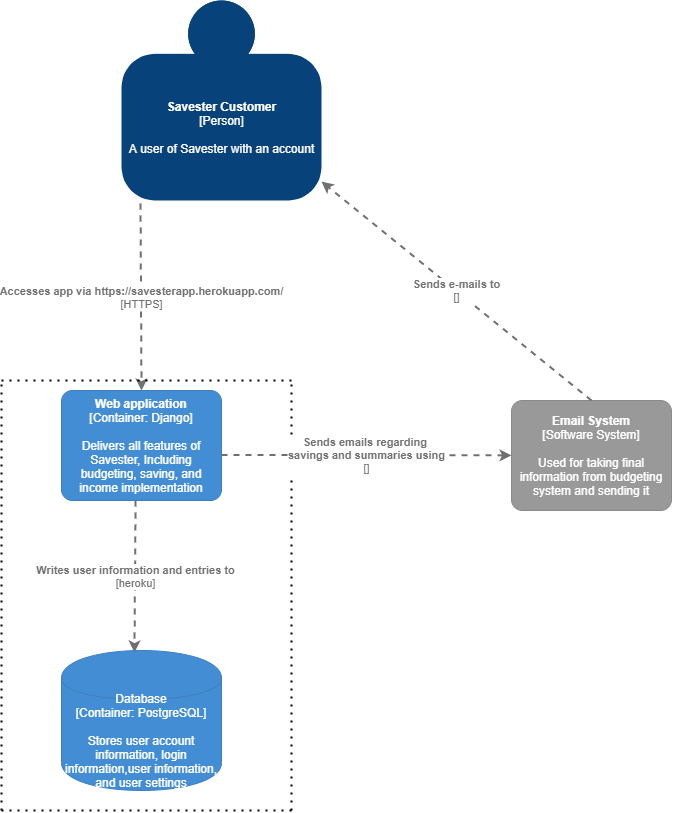 Savester Customer
[Person]
A user of Savester with an account
Sends e-mails to
[]
Accesses app via https://savesterapp.herokuapp.com/
[HTTPS]
Web application
[Container: Django]
Delivers all features of
Savester, Including
budgeting, saving, and
income implementation
Sends emails regarding
savings and summaries using
[]
Email System
[Software System]
Used for taking final
information from budgeting
system and sending it
Writes user information and entries to
[heroku]
Database
[Container: PostgreSQL]
Stores user account
information, login
information,user information,
and user settings